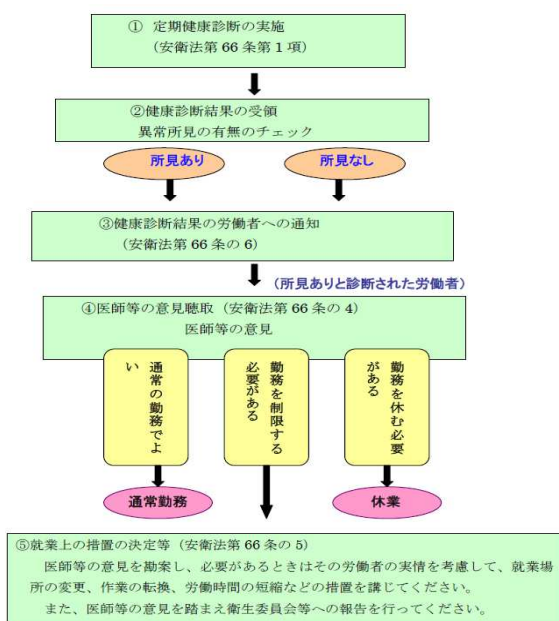 ① 定期健康診断の実施
(安衛法第 66 条第 1 項)
②健康診断結果の受領
異常所見の有無のチェック
所見あり
所見なし
③健康診断結果の労働者への通知
(安衛法第 66 条の 6)
(所見ありと診断された労働者)
④医師等の意見聴取(安衛法第 66 条の 4)
医師等の意見
通常の勤務でよ
い
勤務を制限する
必要がある
勤務を休む必要
がある
通常勤務
休業
⑤就業上の措置の決定等(安衛法第 66 条の 5)
医師等の意見を勘案し、必要があるときはその労働者の実情を考慮して、就業場
所の変更、作業の転換、労働時間の短縮などの措置を講じてください。
また、医師等の意見を踏まえ衛生委員会等への報告を行ってください。